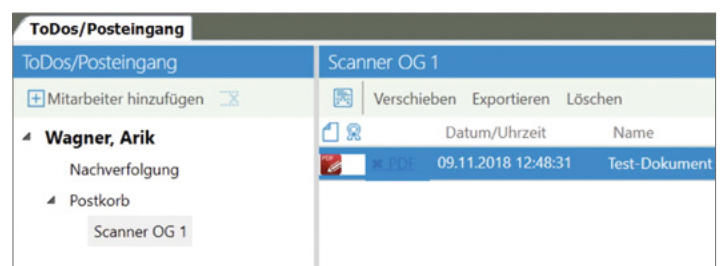 ToDos/Posteingang
ToDos/Posteingang
Mitarbeiter hinzufügen
Wagner, Arik
Nachverfolgung
Postkorb
Scanner OG 1
Scanner OG 1
Verschieben Exportieren Löschen
Datum/Uhrzeit Name
PDF 09.11.2018 12:48:31 Test-Dokument